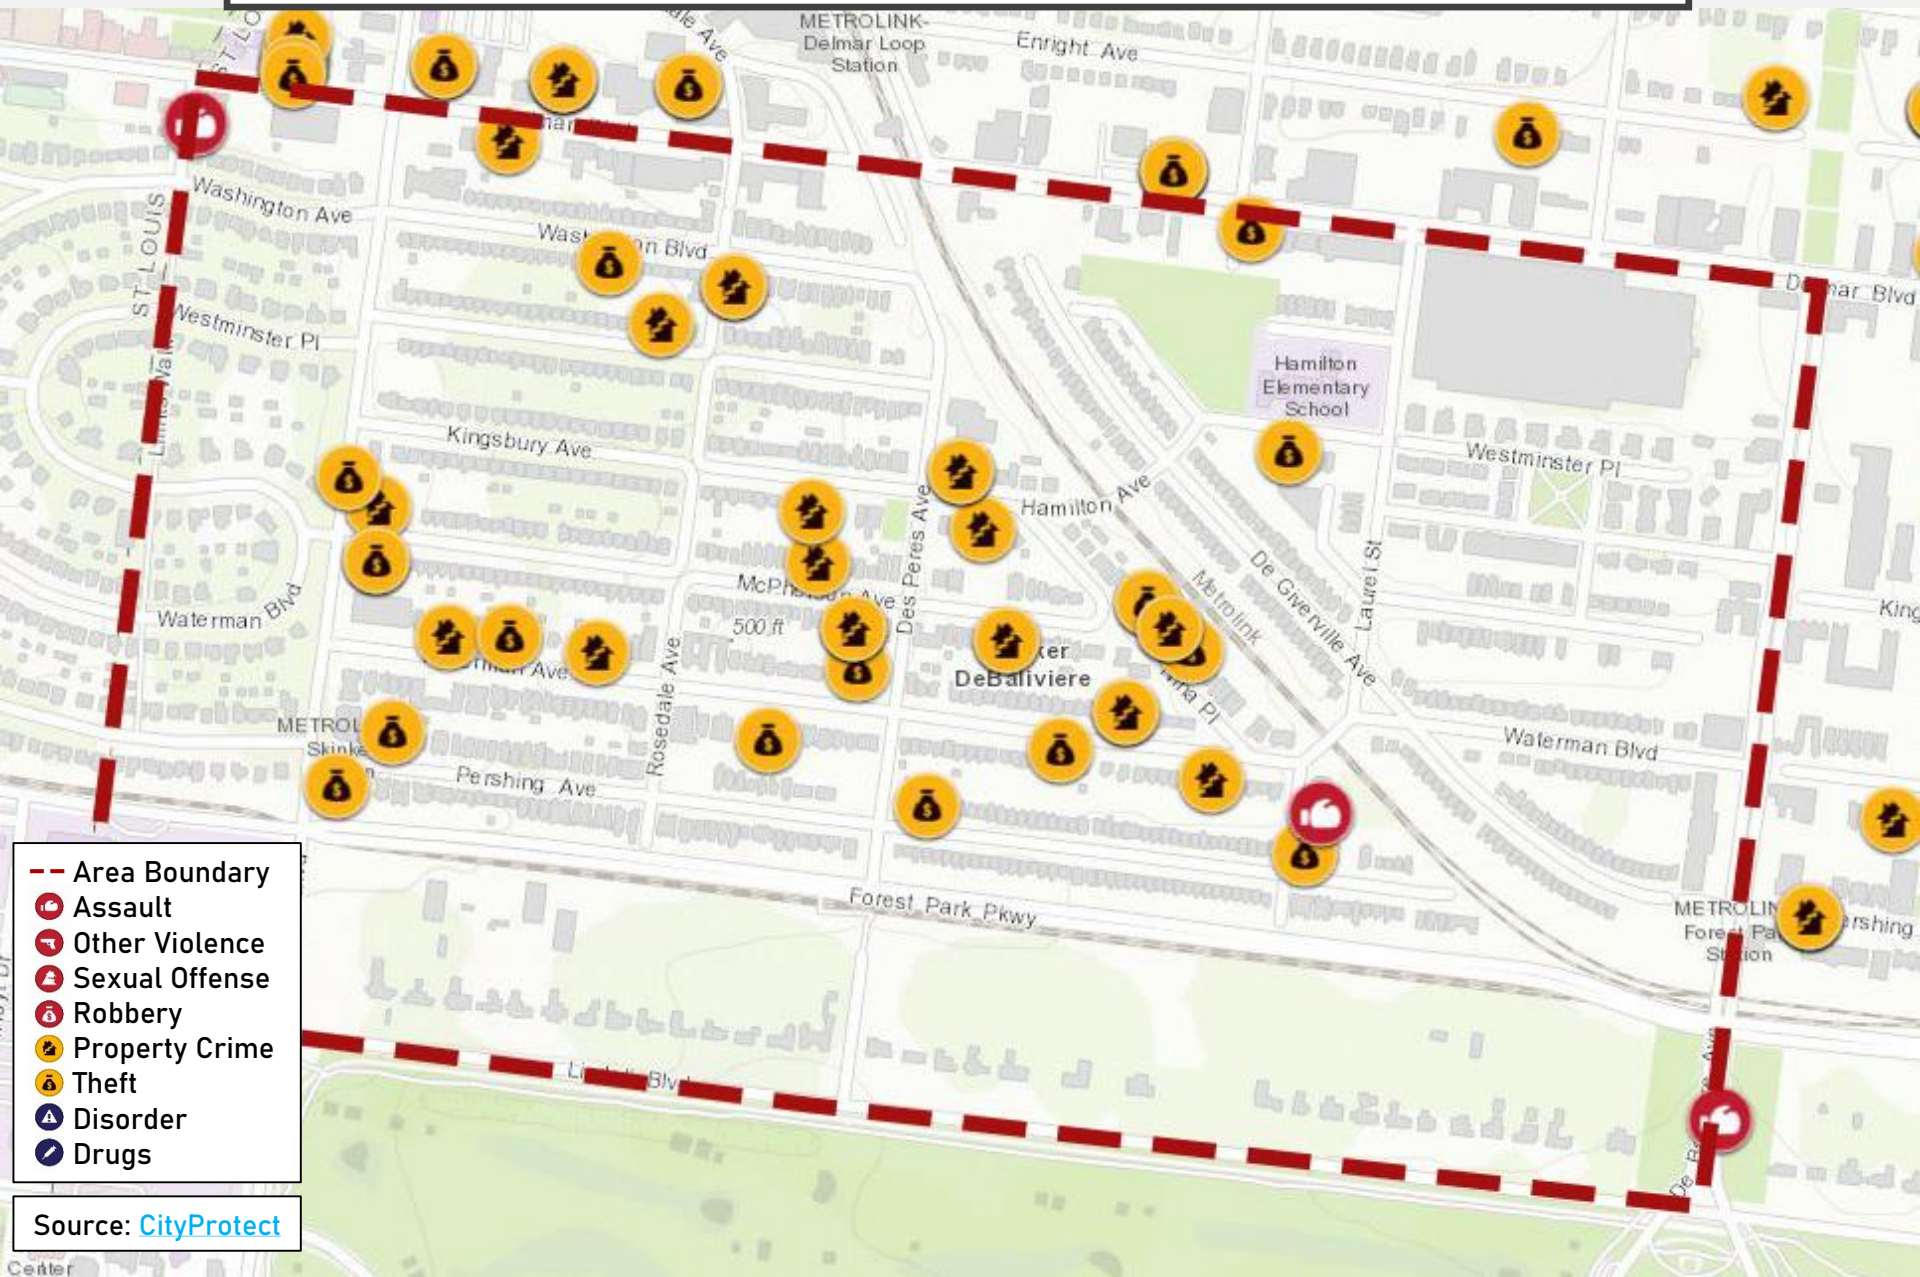 METROLINK-
Delmar Loop
Station
Enright Ave
ST LOUIS
Washington Ave
Westminster Pl
Kingsbury Ave
Hamilton
Elementary
School
Westminster Pl
Hamilton Ave
Des Peres Ave
Metrolink
De Giverville Ave
Laurel St
Waterman Blvd
500 ft
Rosedale Ave
DeBaliviere
Pershing Ave
Waterman Blvd
Forest Park Pkwy
METROLIN
Area Boundary
Assault
Other Violence
Sexual Offense
Robbery
Property Crime
Theft
Disorder
Drugs
Source: CityProtect
Center